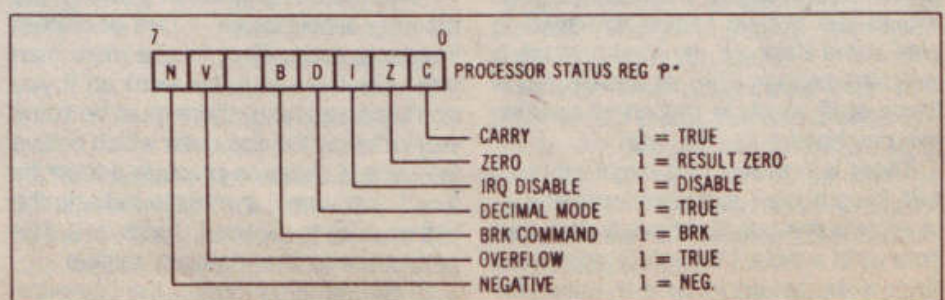 7 0
N V B D I Z C PROCESSOR STATUS REG "P"
CARRY 1 = TRUE
ZERO 1 = RESULT ZERO
IRQ DISABLE 1 = DISABLE
DECIMAL MODE 1 = TRUE
BRK COMMAND 1 = BRK
OVERFLOW 1 = TRUE
NEGATIVE 1 = NEG.